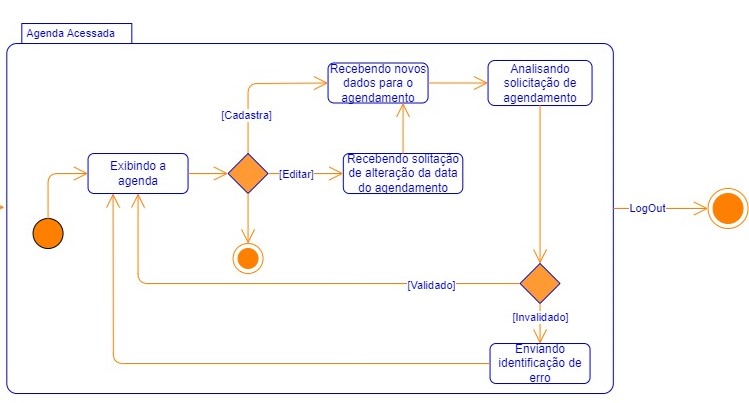 Agenda Acessada
Recebendo novos
dados para o
agendamento
Analisando
solicitação de
agendamento
[Cadastra]
Exibindo a
agenda
[Editar]
Recebendo solitação
de alteração da data
do agendamento
LogOut
[Validado]
[Invalidado]
Enviando
identificação de
erro